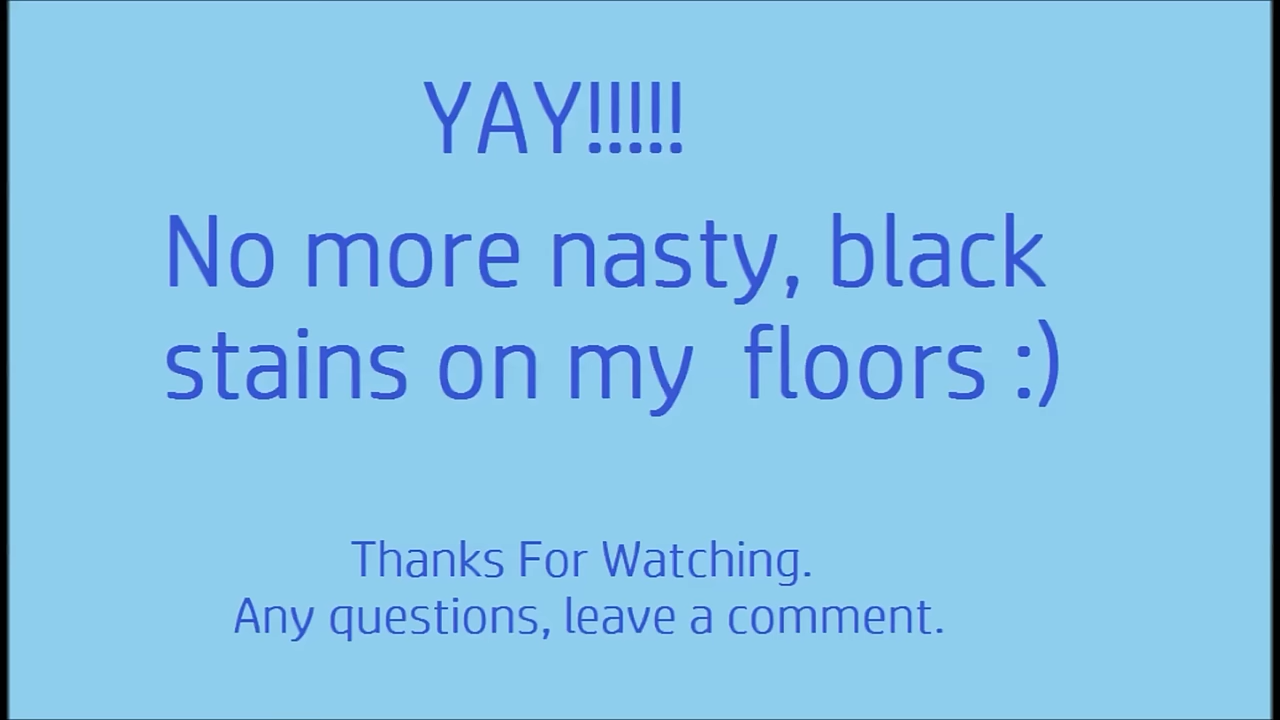 YAY!!!!!
No more nasty, black
stains on my  floors :)
Thanks For Watching.
Any questions, leave a comment.